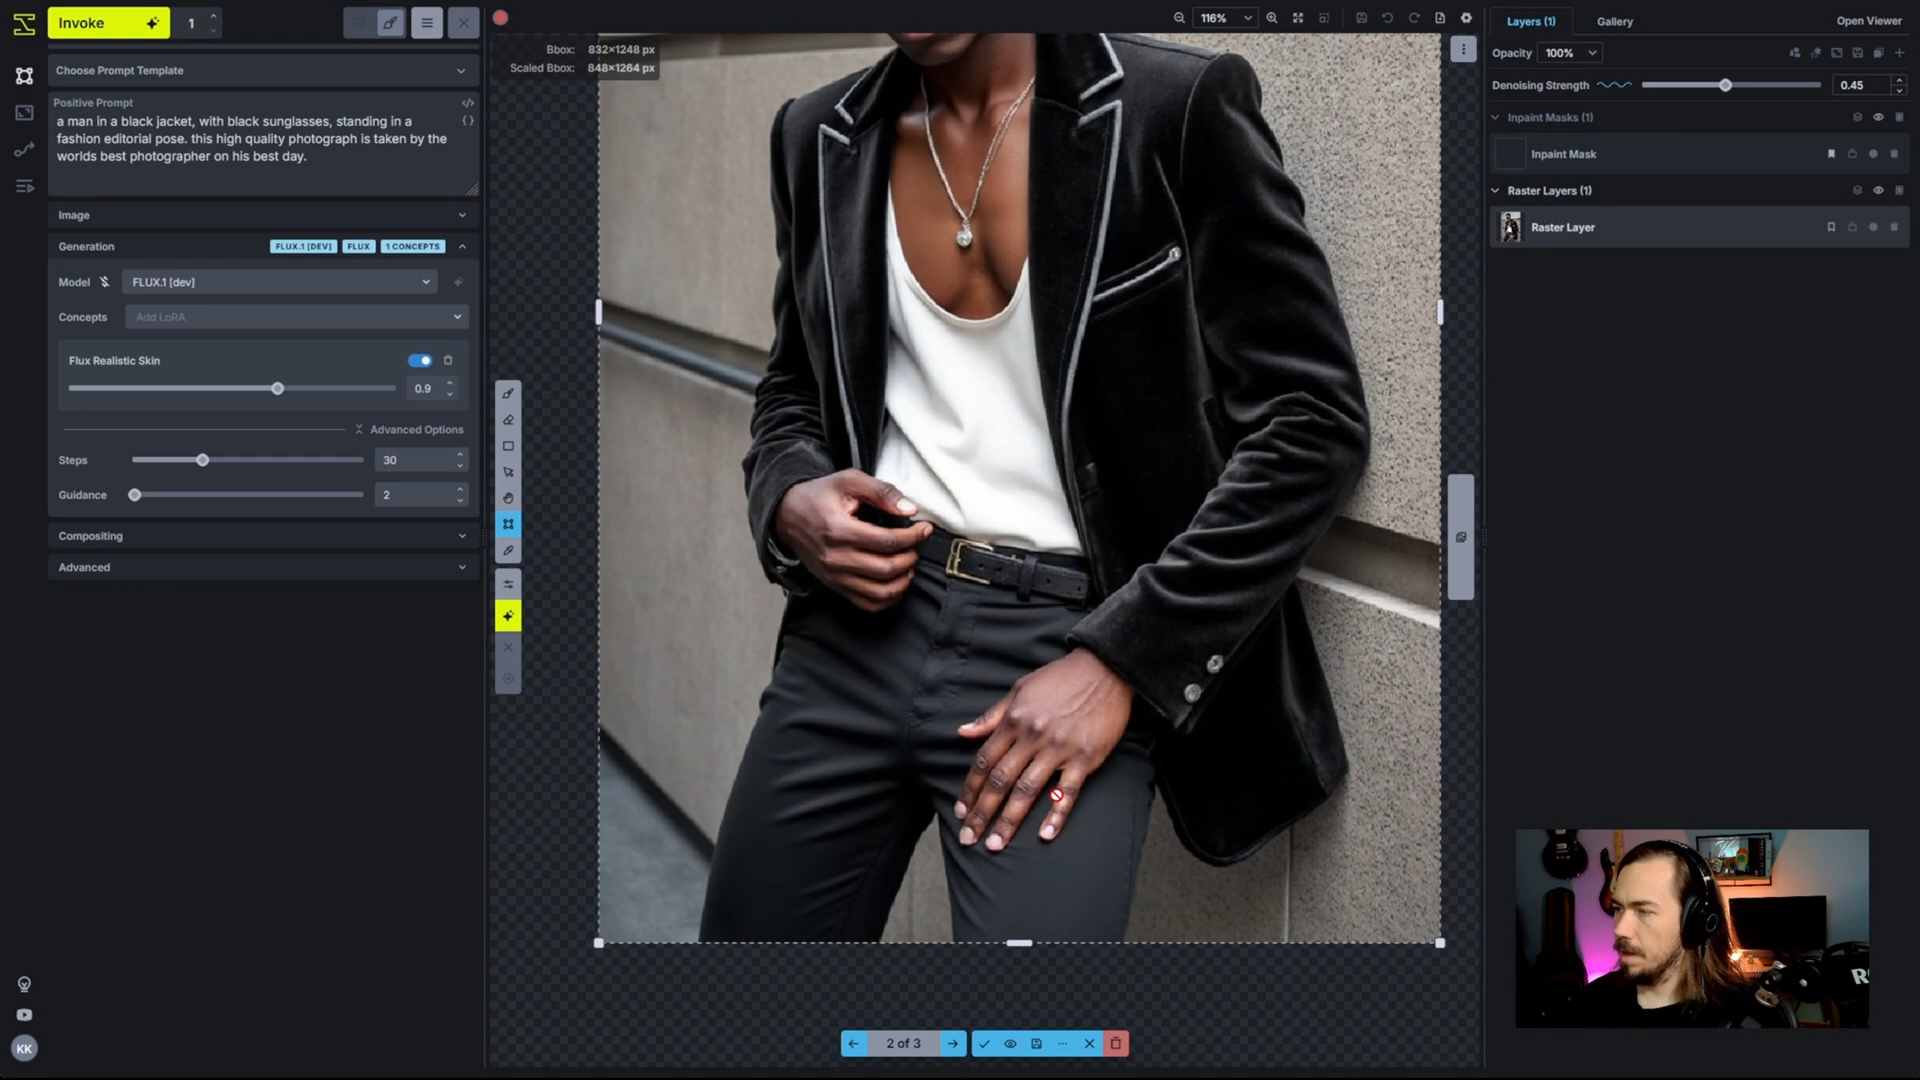 Invoke
1
Choose Prompt Template
Positive Prompt
a man in a black jacket, with black sunglasses, standing in a
fashion editorial pose. this high quality photograph is taken by the
worlds best photographer on his best day.
Image
Generation
FLUX.1 [DEV]
FLUX
1 CONCEPTS
Model
FLUX.1 [dev]
Concepts
Add LoRA
Flux Realistic Skin
0.9
Advanced Options
Steps
30
Guidance
2
Compositing
Advanced
KK
Bbox: 832×1248 px
Scaled Bbox: 848×1264 px
116%
2 of 3
Layers (1)
Gallery
Open Viewer
Opacity
100%
Denoising Strength
0.45
Inpaint Masks (1)
Inpaint Mask
Raster Layers (1)
Raster Layer